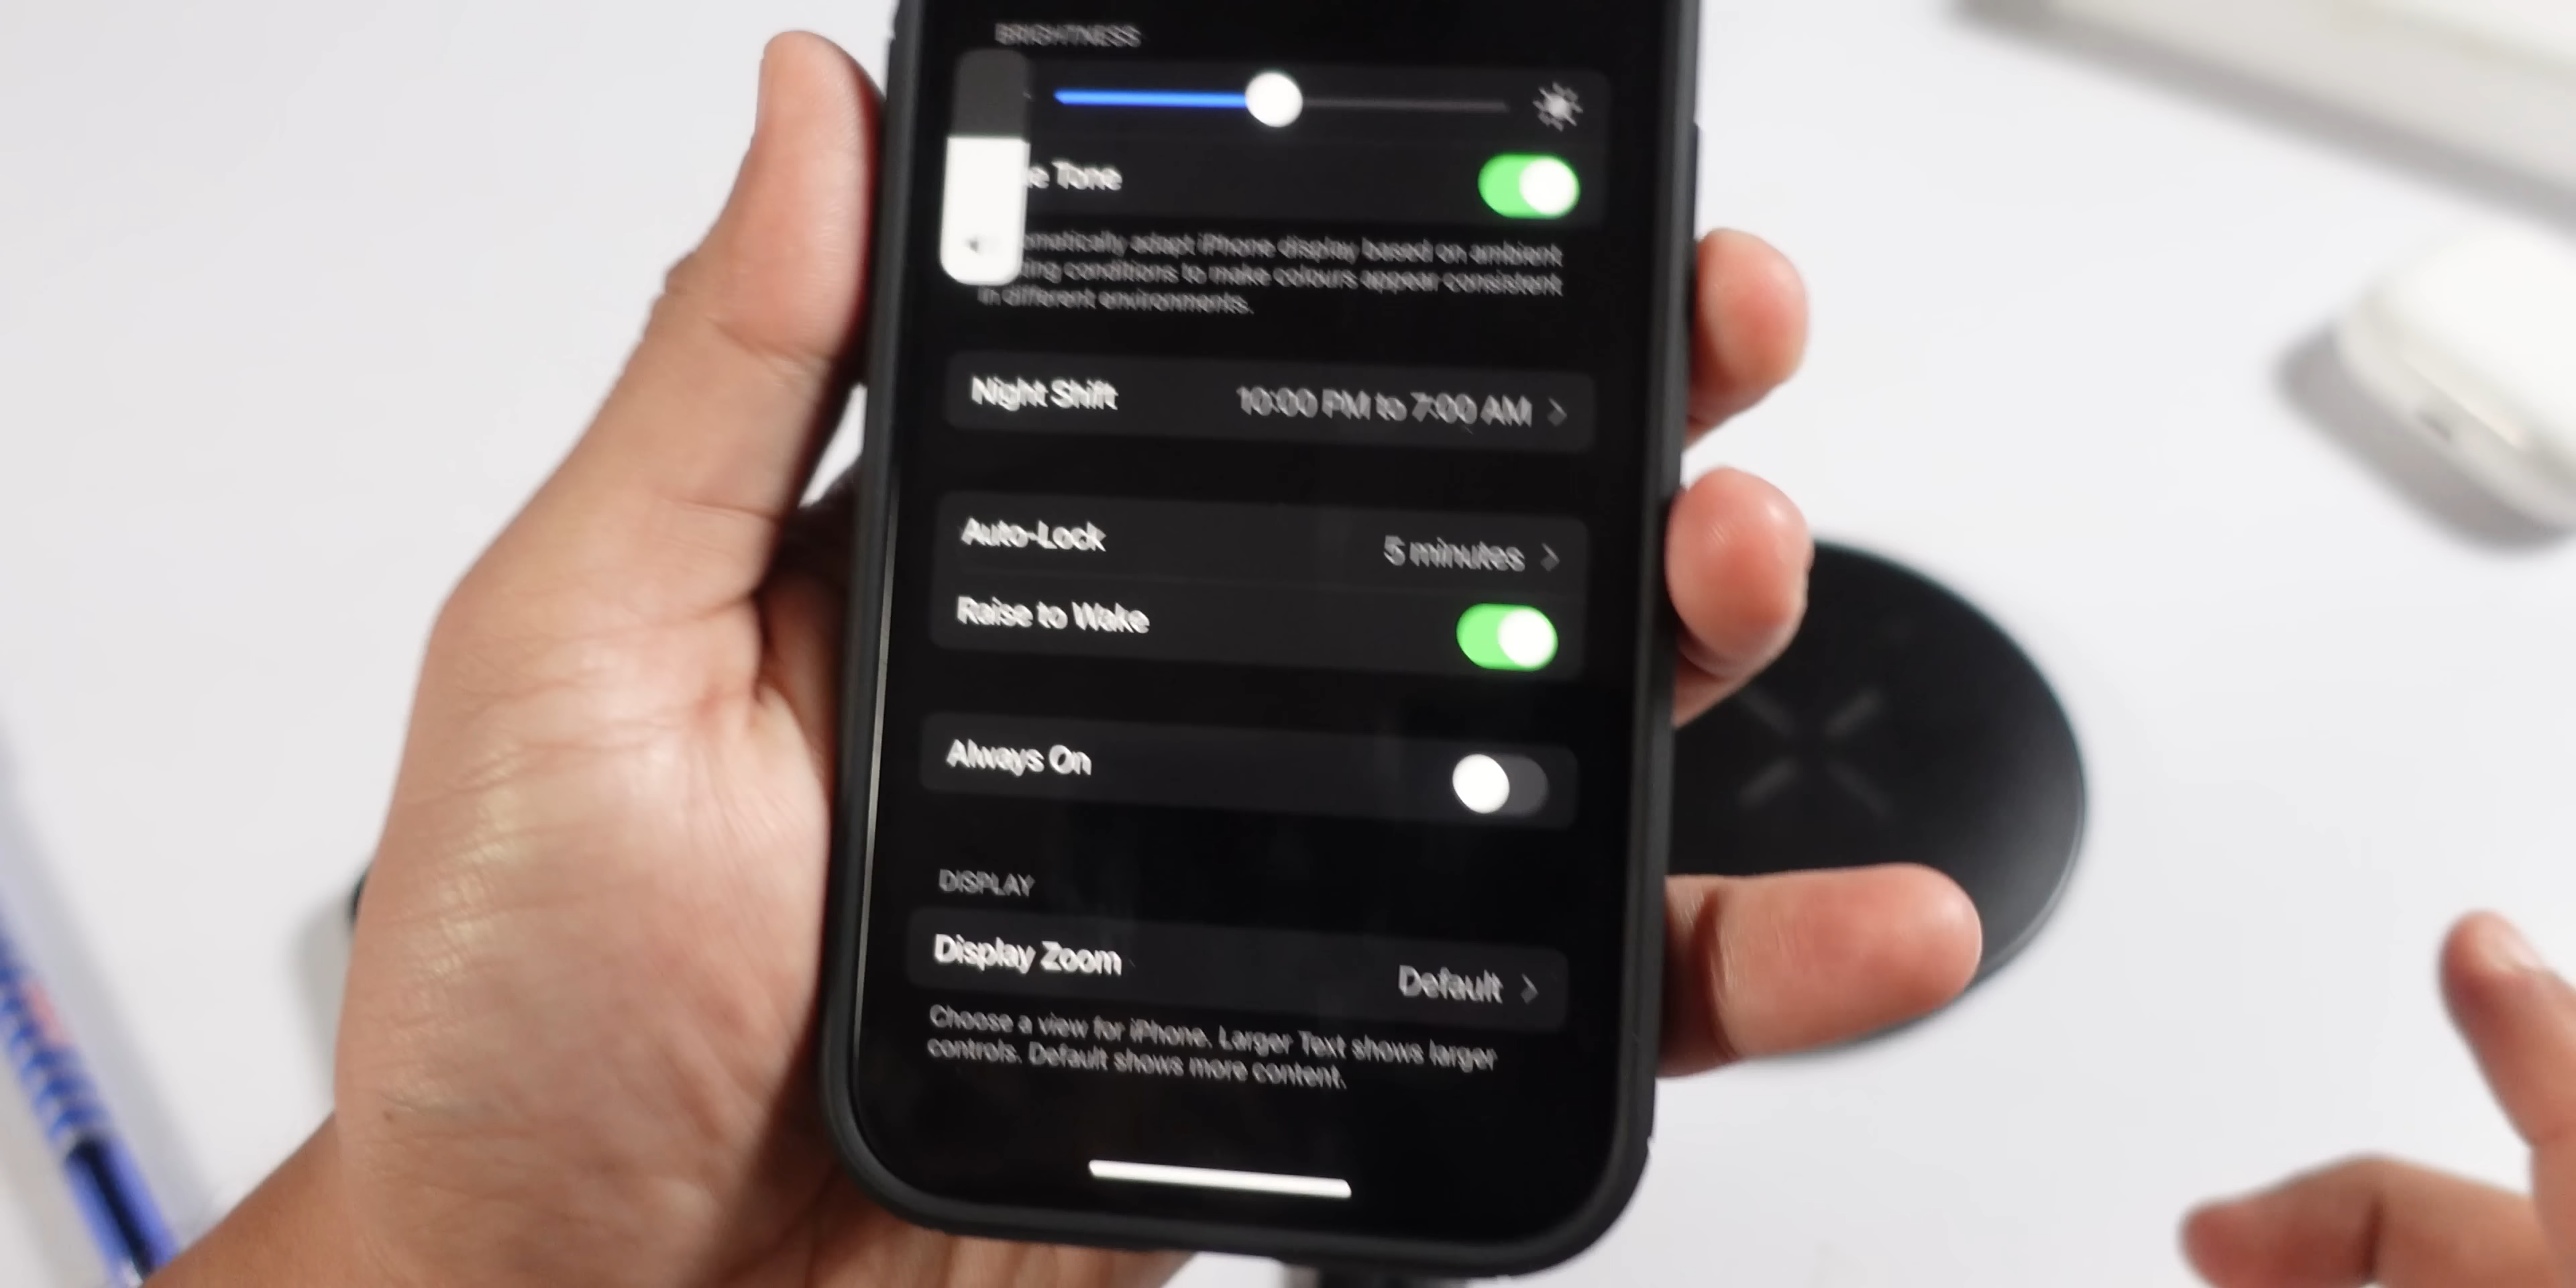 BRIGHTNESS
Tone
adapt iPhone display based on ambient
conditions to make colours appear consistent
in different environments.
Night Shift 10:00 PM to 7:00 AM
Auto-Lock 5 minutes
Raise to Wake
Always On
DISPLAY
Display Zoom Default
Choose a view for iPhone. Larger Text shows larger
controls. Default shows more content.